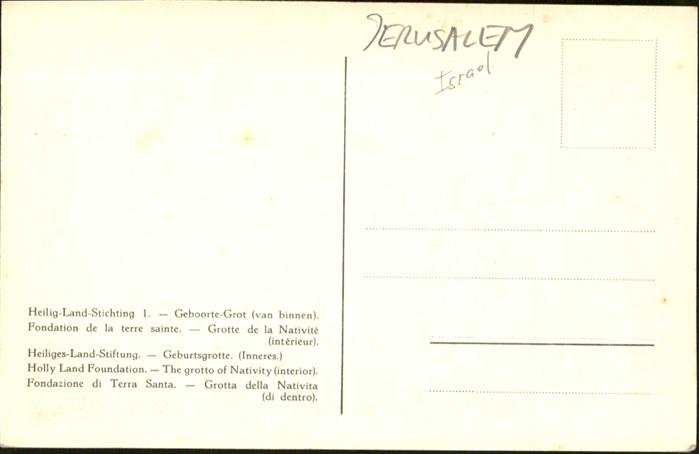 JERUSALEM
Israel
Heilig-Land-Stichting 1. — Geboorte-Grot (van binnen).
Fondation de la terre sainte. — Grotte de la Nativité
(intérieur).
Heiliges-Land-Stiftung. — Geburtsgrotte. (Inneres.)
Holly Land Foundation. — The grotto of Nativity (interior).
Fondazione di Terra Santa. — Grotta della Nativita
(di dentro).